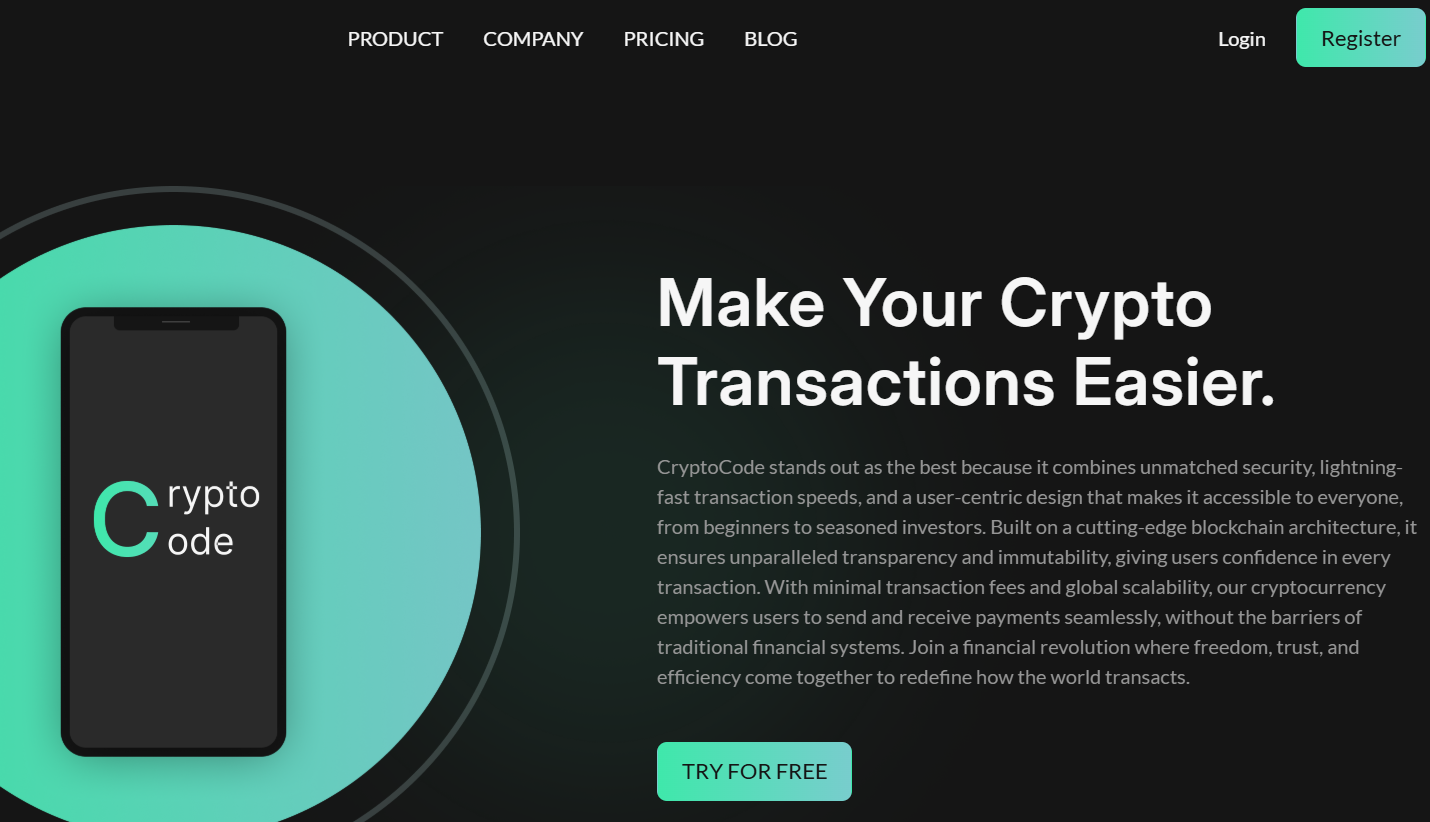 PRODUCT COMPANY PRICING BLOG Login Register
Crypto
Code
Make Your Crypto
Transactions Easier.
CryptoCode stands out as the best because it combines unmatched security, lightning-
fast transaction speeds, and a user-centric design that makes it accessible to everyone,
from beginners to seasoned investors. Built on a cutting-edge blockchain architecture, it
ensures unparalleled transparency and immutability, giving users confidence in every
transaction. With minimal transaction fees and global scalability, our cryptocurrency
empowers users to send and receive payments seamlessly, without the barriers of
traditional financial systems. Join a financial revolution where freedom, trust, and
efficiency come together to redefine how the world transacts.
TRY FOR FREE